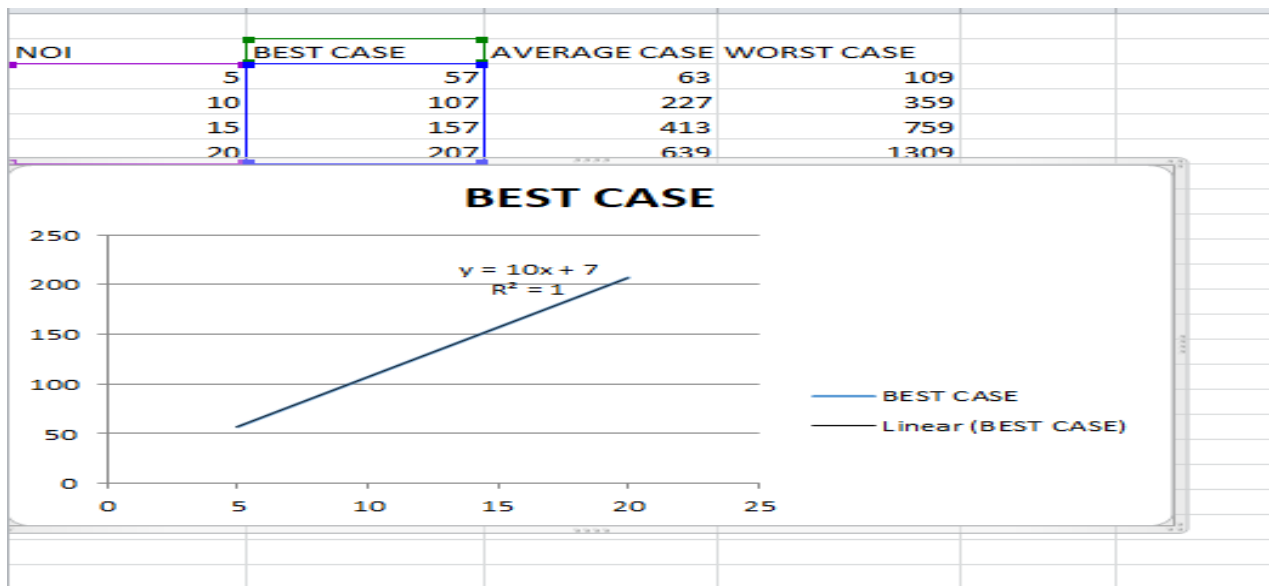 NOI BEST CASE AVERAGE CASE WORST CASE
5 57 63 109
10 107 227 359
15 157 413 759
20 207 639 1309
BEST CASE
250
y = 10x + 7
200
R² = 1
150
100
BEST CASE
50
Linear (BEST CASE)
0
0 5 10 15 20 25